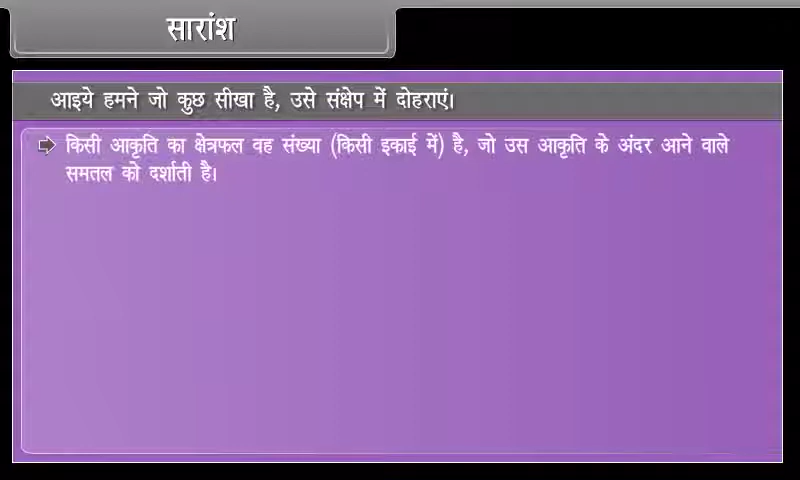 सारांश
आइये हमने जो कुछ सीखा है, उसे संक्षेप में दोहराएं।
किसी आकृति का क्षेत्रफल वह संख्या (किसी इकाई में) है, जो उस आकृति के अंदर आने वाले
समतल को दर्शाती है।